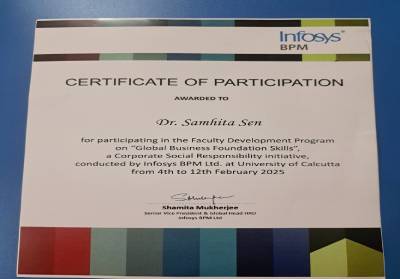 Infosys
BPM
CERTIFICATE OF PARTICIPATION
AWARDED TO
Dr. Samhita Sen
for participating in the Faculty Development Program
on "Global Business Foundation Skills",
a Corporate Social Responsibility initiative,
conducted by Infosys BPM Ltd. at University of Calcutta
from 4th to 12th February 2025
Shamita Mukherjee
Senior Vice President & Global Head HRD
Infosys BPM Ltd